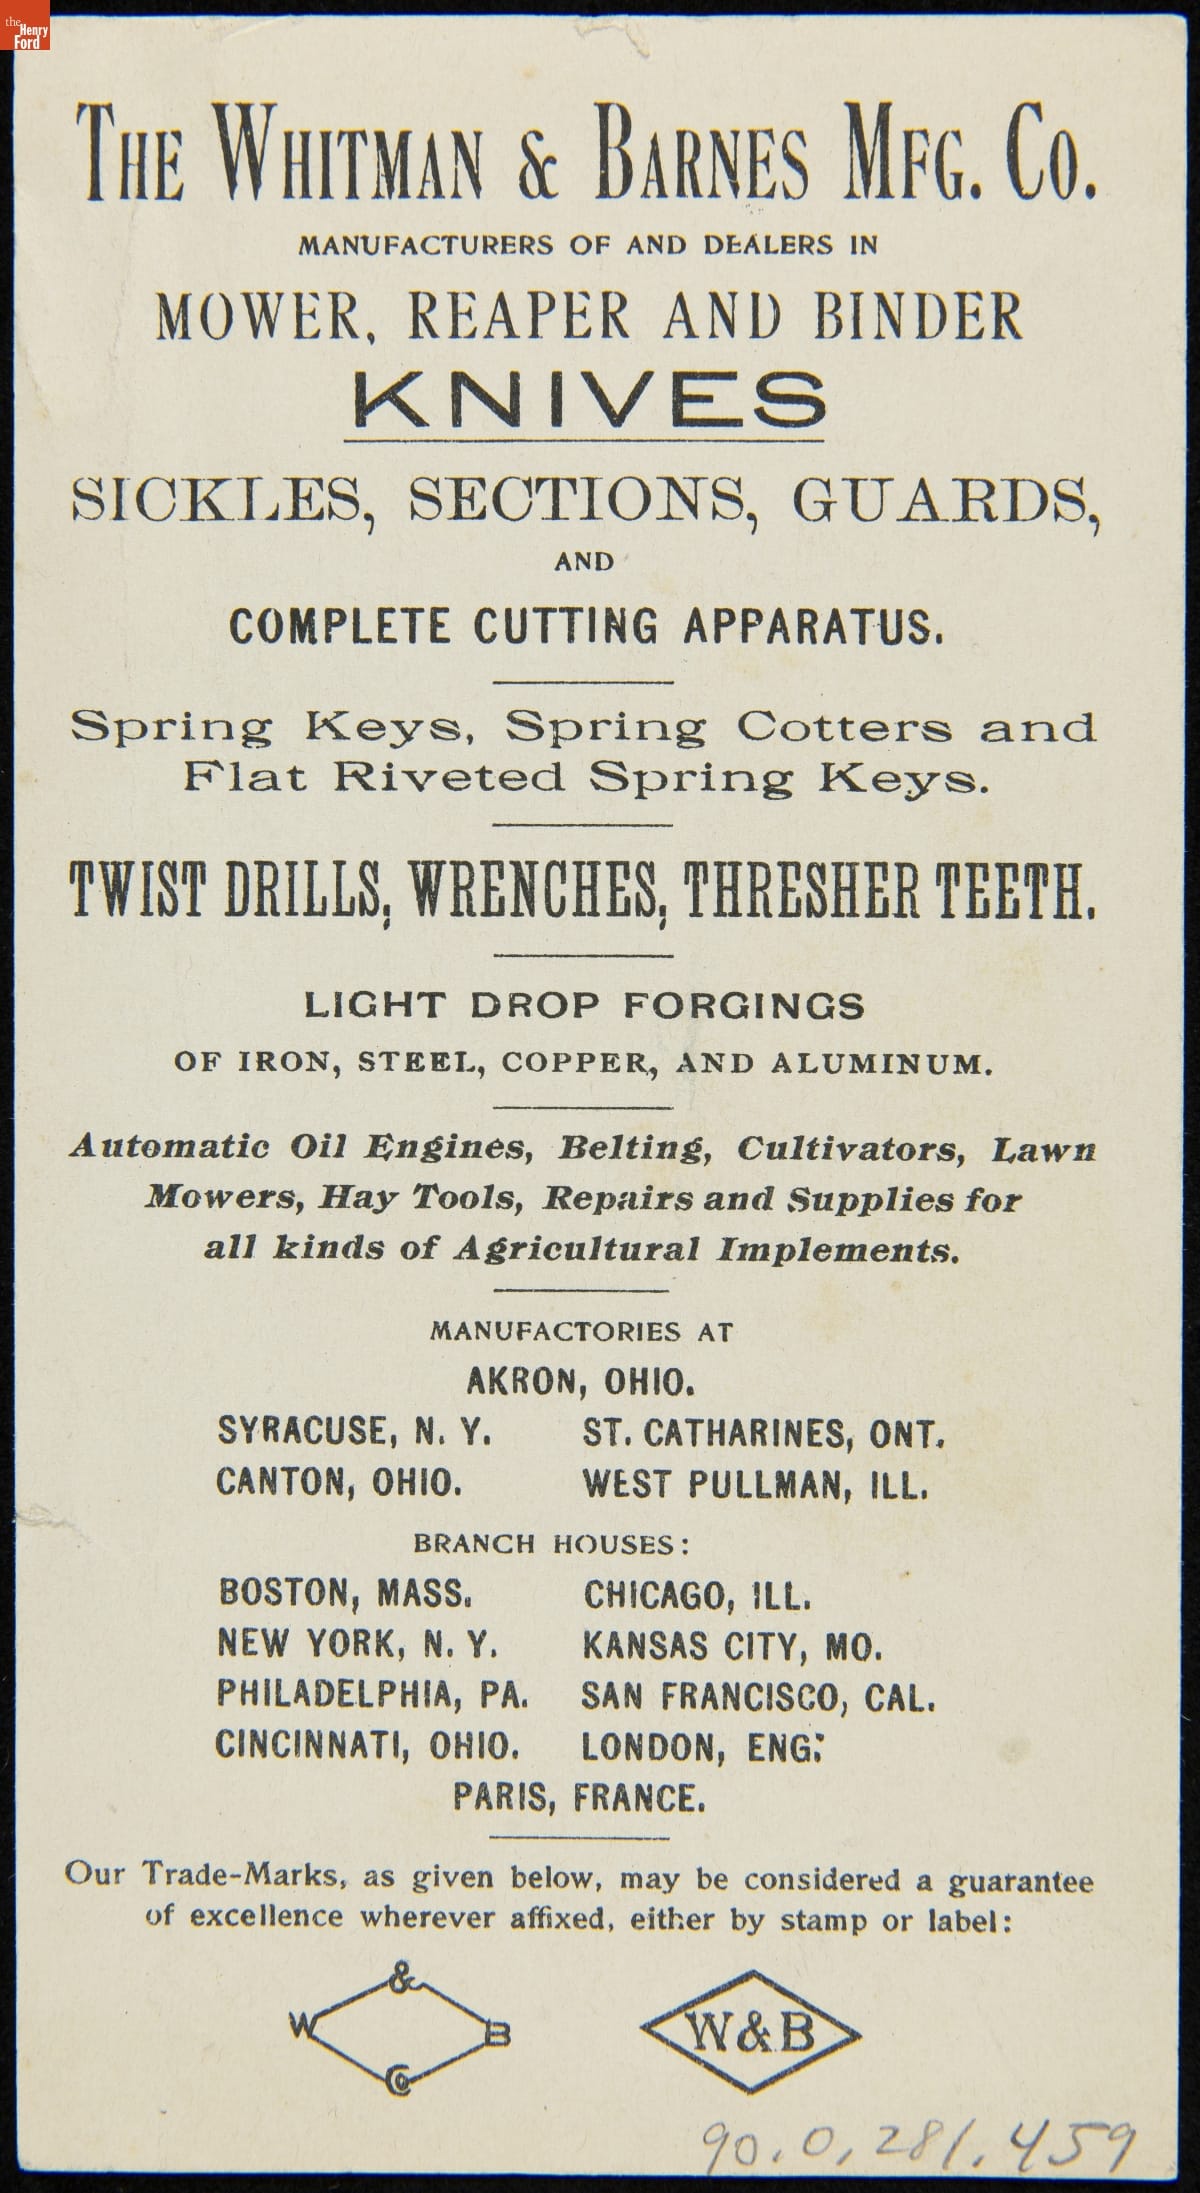 the Henry Ford
THE WHITMAN & BARNES MFG. CO.
MANUFACTURERS OF AND DEALERS IN
MOWER, REAPER AND BINDER
KNIVES
SICKLES, SECTIONS, GUARDS,
AND
COMPLETE CUTTING APPARATUS.
Spring Keys, Spring Cotters and
Flat Riveted Spring Keys.
TWIST DRILLS, WRENCHES, THRESHER TEETH.
LIGHT DROP FORGINGS
OF IRON, STEEL, COPPER, AND ALUMINUM.
Automatic Oil Engines, Belting, Cultivators, Lawn
Mowers, Hay Tools, Repairs and Supplies for
all kinds of Agricultural Implements.
MANUFACTORIES AT
AKRON, OHIO.
SYRACUSE, N. Y. ST. CATHARINES, ONT.
CANTON, OHIO. WEST PULLMAN, ILL.
BRANCH HOUSES:
BOSTON, MASS. CHICAGO, ILL.
NEW YORK, N. Y. KANSAS CITY, MO.
PHILADELPHIA, PA. SAN FRANCISCO, CAL.
CINCINNATI, OHIO. LONDON, ENG.
PARIS, FRANCE.
Our Trade-Marks, as given below, may be considered a guarantee
of excellence wherever affixed, either by stamp or label:
W & B Co W&B
90.0.281.459